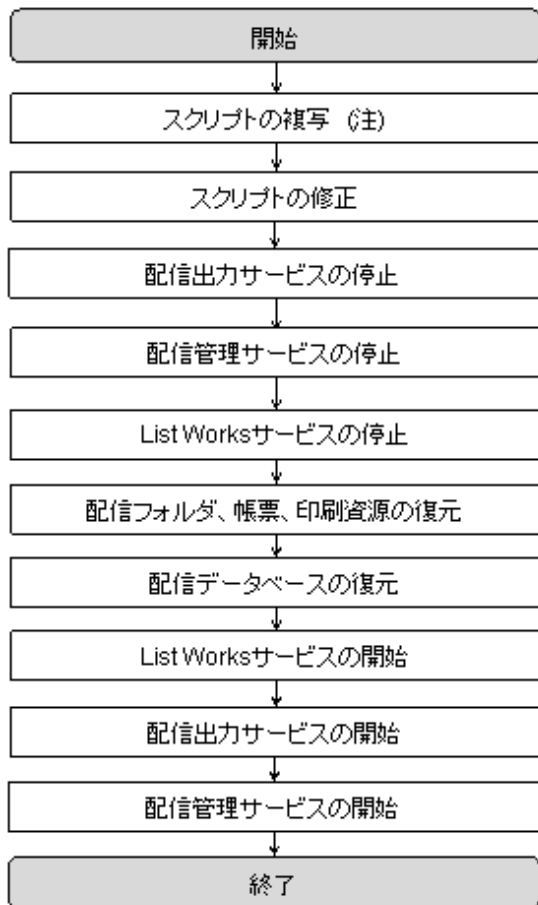 開始
スクリプトの複写 (注)
スクリプトの修正
配信出力サービスの停止
配信管理サービスの停止
List Worksサービスの停止
配信フォルダ、帳票、印刷資源の復元
配信データベースの復元
List Worksサービスの開始
配信出力サービスの開始
配信管理サービスの開始
終了